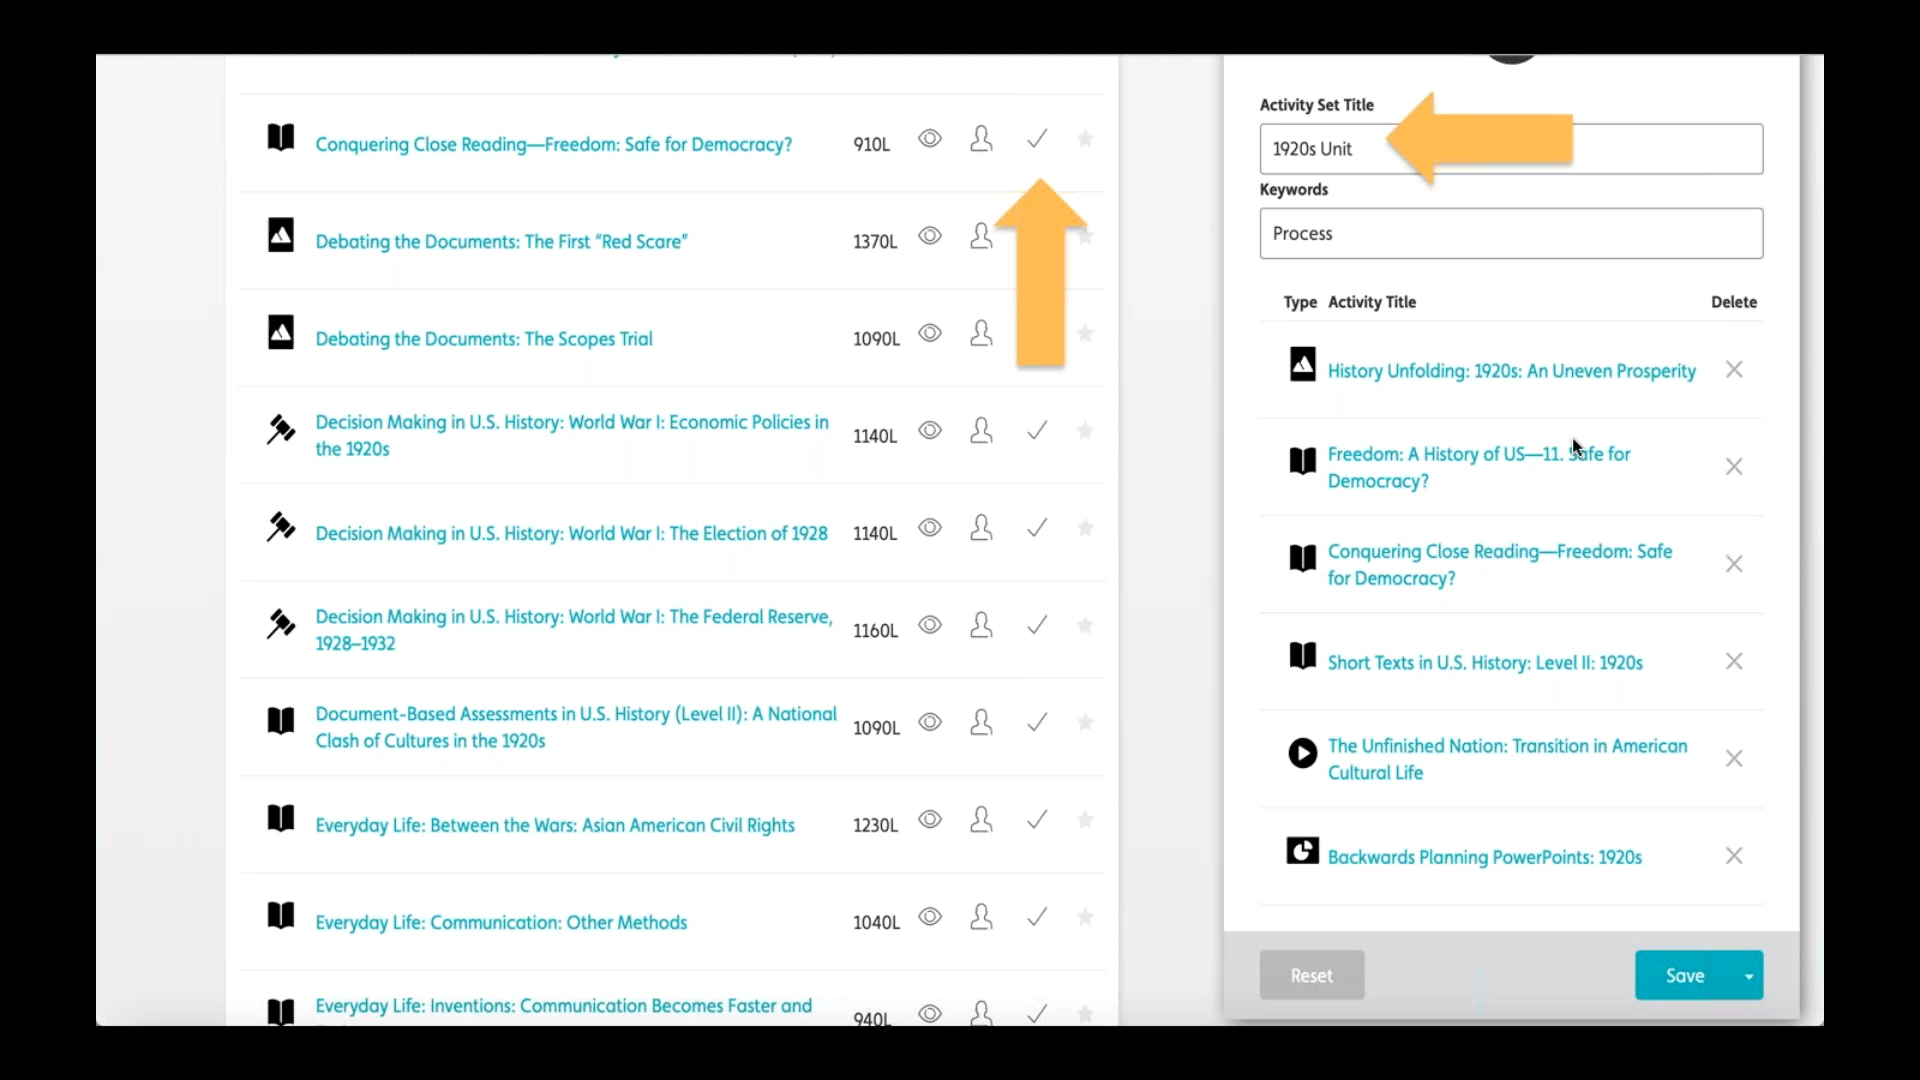 Conquering Close Reading—Freedom: Safe for Democracy?
910L
Debating the Documents: The First “Red Scare”
1370L
Debating the Documents: The Scopes Trial
1090L
Decision Making in U.S. History: World War I: Economic Policies in
the 1920s
1140L
Decision Making in U.S. History: World War I: The Election of 1928
1140L
Decision Making in U.S. History: World War I: The Federal Reserve,
1928–1932
1160L
Document-Based Assessments in U.S. History (Level II): A National
Clash of Cultures in the 1920s
1090L
Everyday Life: Between the Wars: Asian American Civil Rights
1230L
Everyday Life: Communication: Other Methods
1040L
Everyday Life: Inventions: Communication Becomes Faster and
940L
Activity Set Title
1920s Unit
Keywords
Process
Type Activity Title Delete
History Unfolding: 1920s: An Uneven Prosperity
Freedom: A History of US—11. Safe for
Democracy?
Conquering Close Reading—Freedom: Safe
for Democracy?
Short Texts in U.S. History: Level II: 1920s
The Unfinished Nation: Transition in American
Cultural Life
Backwards Planning PowerPoints: 1920s
Reset
Save